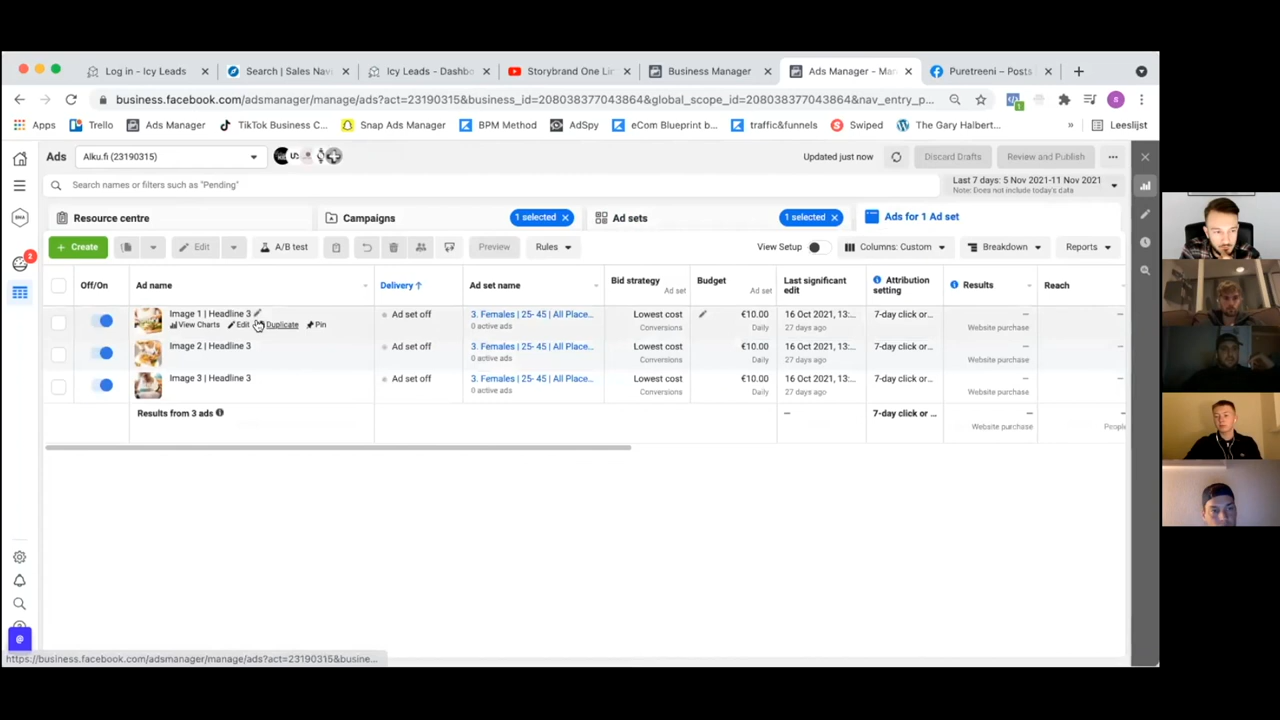 Log in - Icy Leads
Search | Sales Navi
Icy Leads - Dashbo
Storybrand One Lin
Business Manager
Ads Manager - Man
Puretreeni – Posts
business.facebook.com/adsmanager/manage/ads?act=23190315&business_id=208038377043864&global_scope_id=208038377043864&nav_entry_p...
1
S
Apps
Trello
Ads Manager
TikTok Business C...
Snap Ads Manager
BPM Method
AdSpy
eCom Blueprint b...
traffic&funnels
Swiped
The Gary Halbert...
»
Leeslijst
Ads
Alku.fi (23190315)
Updated just now
Discard Drafts
Review and Publish
Search names or filters such as "Pending"
Last 7 days: 5 Nov 2021-11 Nov 2021
Note: Does not include today's data
Resource centre
Campaigns
1 selected
Ad sets
1 selected
Ads for 1 Ad set
+ Create
Edit
A/B test
Preview
Rules
View Setup
Columns: Custom
Breakdown
Reports
2
Off/On
Ad name
Delivery ↑
Ad set name
Bid strategy
Ad set
Budget
Ad set
Last significant
edit
Attribution
setting
Results
Reach
Image 1 | Headline 3
View Charts Edit Duplicate Pin
Ad set off
3. Females | 25- 45 | All Place...
0 active ads
Lowest cost
Conversions
€10.00
Daily
16 Oct 2021, 13:...
27 days ago
7-day click or...
—
Website purchase
Image 2 | Headline 3
Ad set off
3. Females | 25- 45 | All Place...
0 active ads
Lowest cost
Conversions
€10.00
Daily
16 Oct 2021, 13:...
27 days ago
7-day click or...
—
Website purchase
Image 3 | Headline 3
Ad set off
3. Females | 25- 45 | All Place...
0 active ads
Lowest cost
Conversions
€10.00
Daily
16 Oct 2021, 13:...
27 days ago
7-day click or...
—
Website purchase
Results from 3 ads
—
7-day click or ...
—
Website purchase
—
Peopl
https://business.facebook.com/adsmanager/manage/ads?act=23190315&busine...